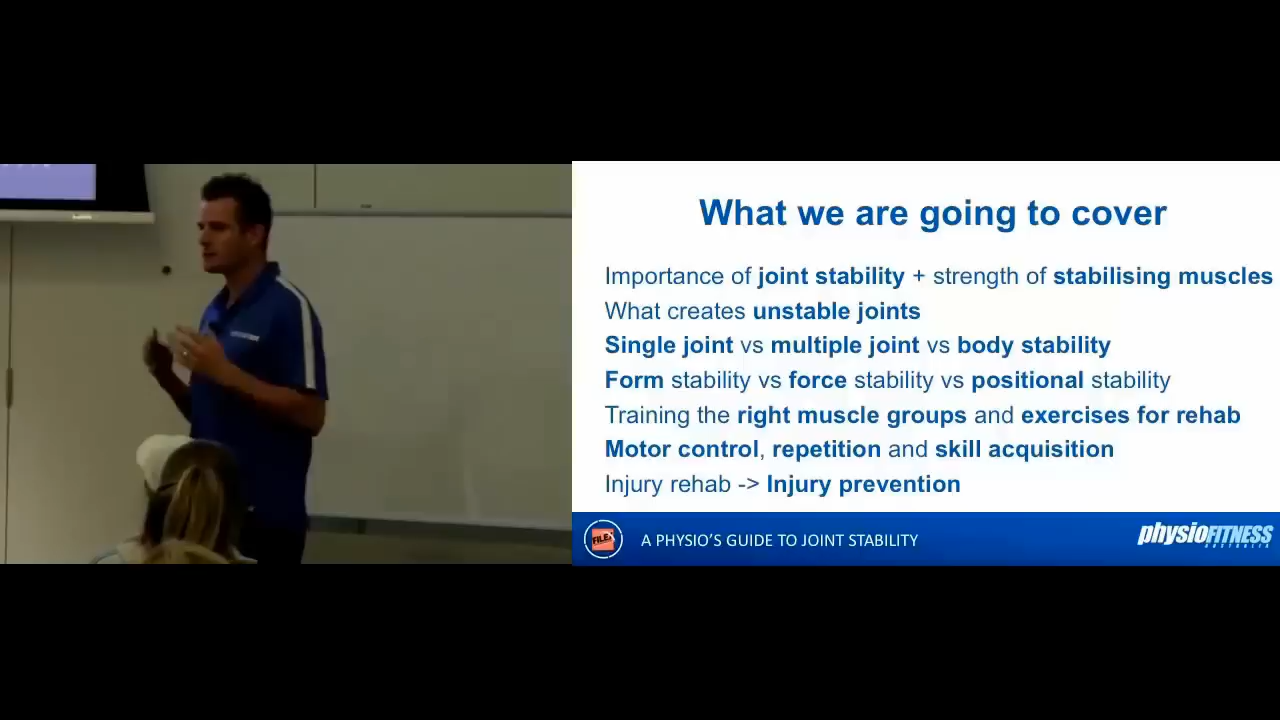 What we are going to cover
Importance of joint stability + strength of stabilising muscles
What creates unstable joints
Single joint vs multiple joint vs body stability
Form stability vs force stability vs positional stability
Training the right muscle groups and exercises for rehab
Motor control, repetition and skill acquisition
Injury rehab -> Injury prevention
FILEX
A PHYSIO'S GUIDE TO JOINT STABILITY
physioFITNESS
AUSTRALIA